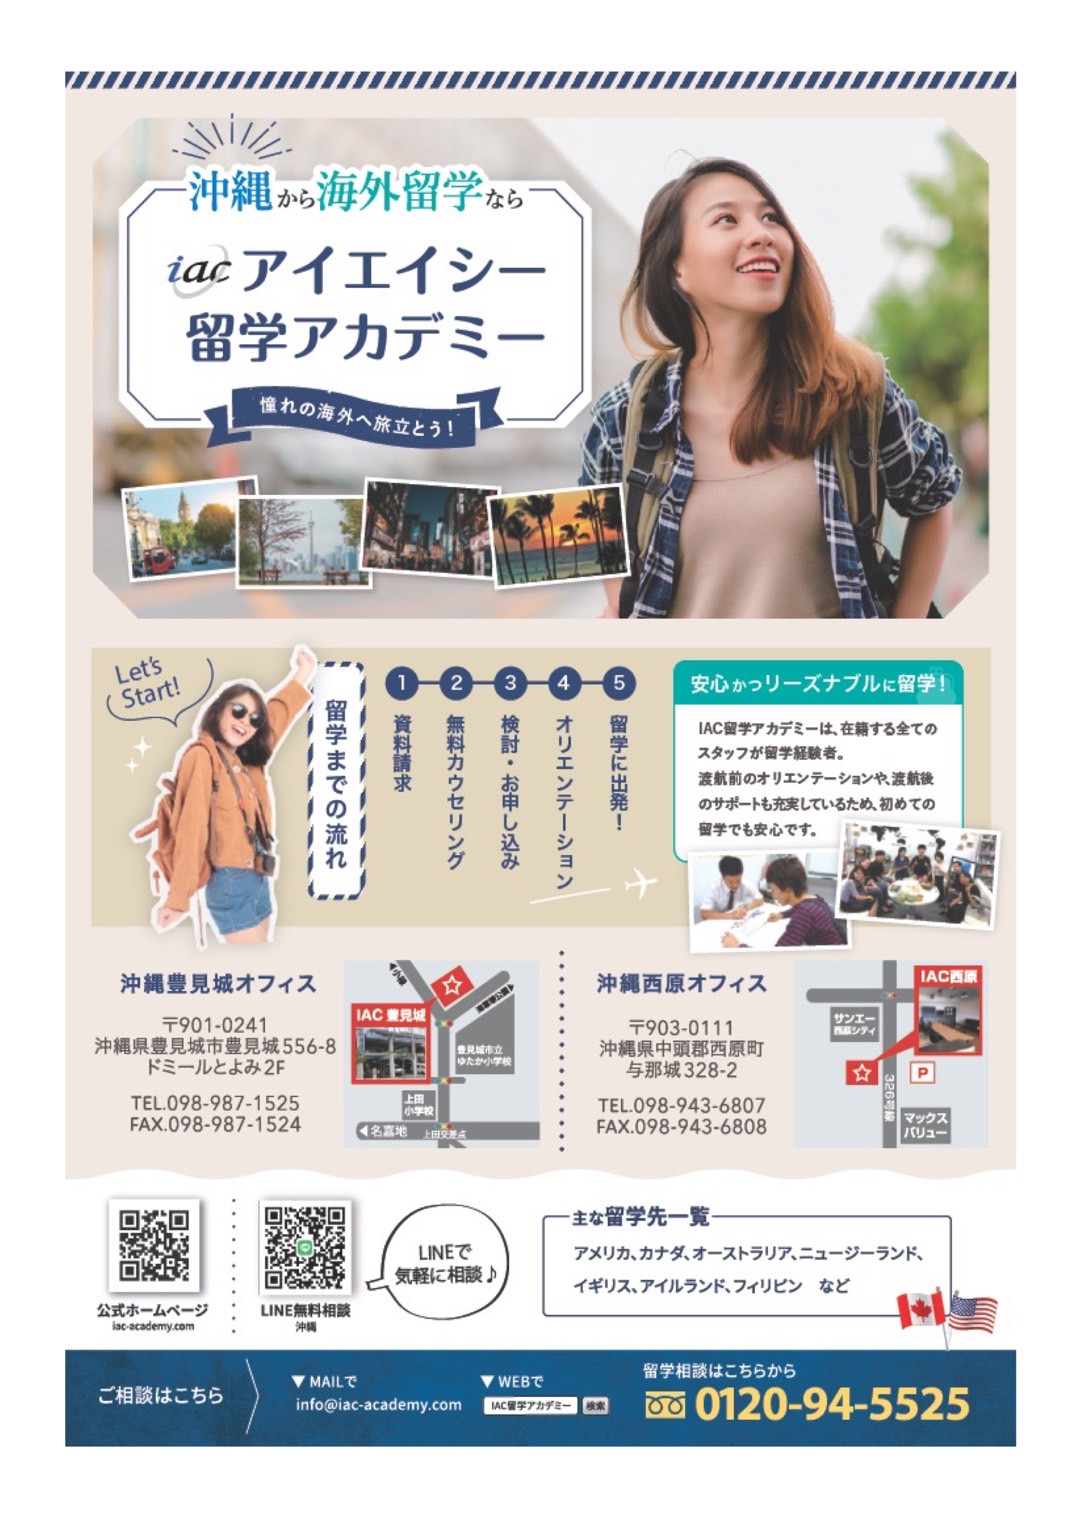 沖縄から海外留学なら
iac アイエイシー
留学アカデミー
憧れの海外へ旅立とう!
Let's
Start!
留学までの流れ
1 資料請求
2 無料カウセリング
3 検討・お申し込み
4 オリエンテーション
5 留学に出発!
安心かつリーズナブルに留学!
IAC留学アカデミーは、在籍する全ての
スタッフが留学経験者。
渡航前のオリエンテーションや、渡航後
のサポートも充実しているため、初めての
留学でも安心です。
沖縄豊見城オフィス
〒901-0241
沖縄県豊見城市豊見城556-8
ドミールとよみ2F
TEL.098-987-1525
FAX.098-987-1524
IAC 豊見城
豊見城市立
ゆたか小学校
上田
小学校
名嘉地
上田交差点
沖縄西原オフィス
〒903-0111
沖縄県中頭郡西原町
与那城328-2
TEL.098-943-6807
FAX.098-943-6808
IAC西原
サンエー
西原シティ
P
マックス
バリュー
公式ホームページ
iac-academy.com
LINE無料相談
沖縄
LINEで
気軽に相談♪
主な留学先一覧
アメリカ、カナダ、オーストラリア、ニュージーランド、
イギリス、アイルランド、フィリピン など
ご相談はこちら
▼MAILで
info@iac-academy.com
▼WEBで
IAC留学アカデミー 検索
留学相談はこちらから
0120-94-5525